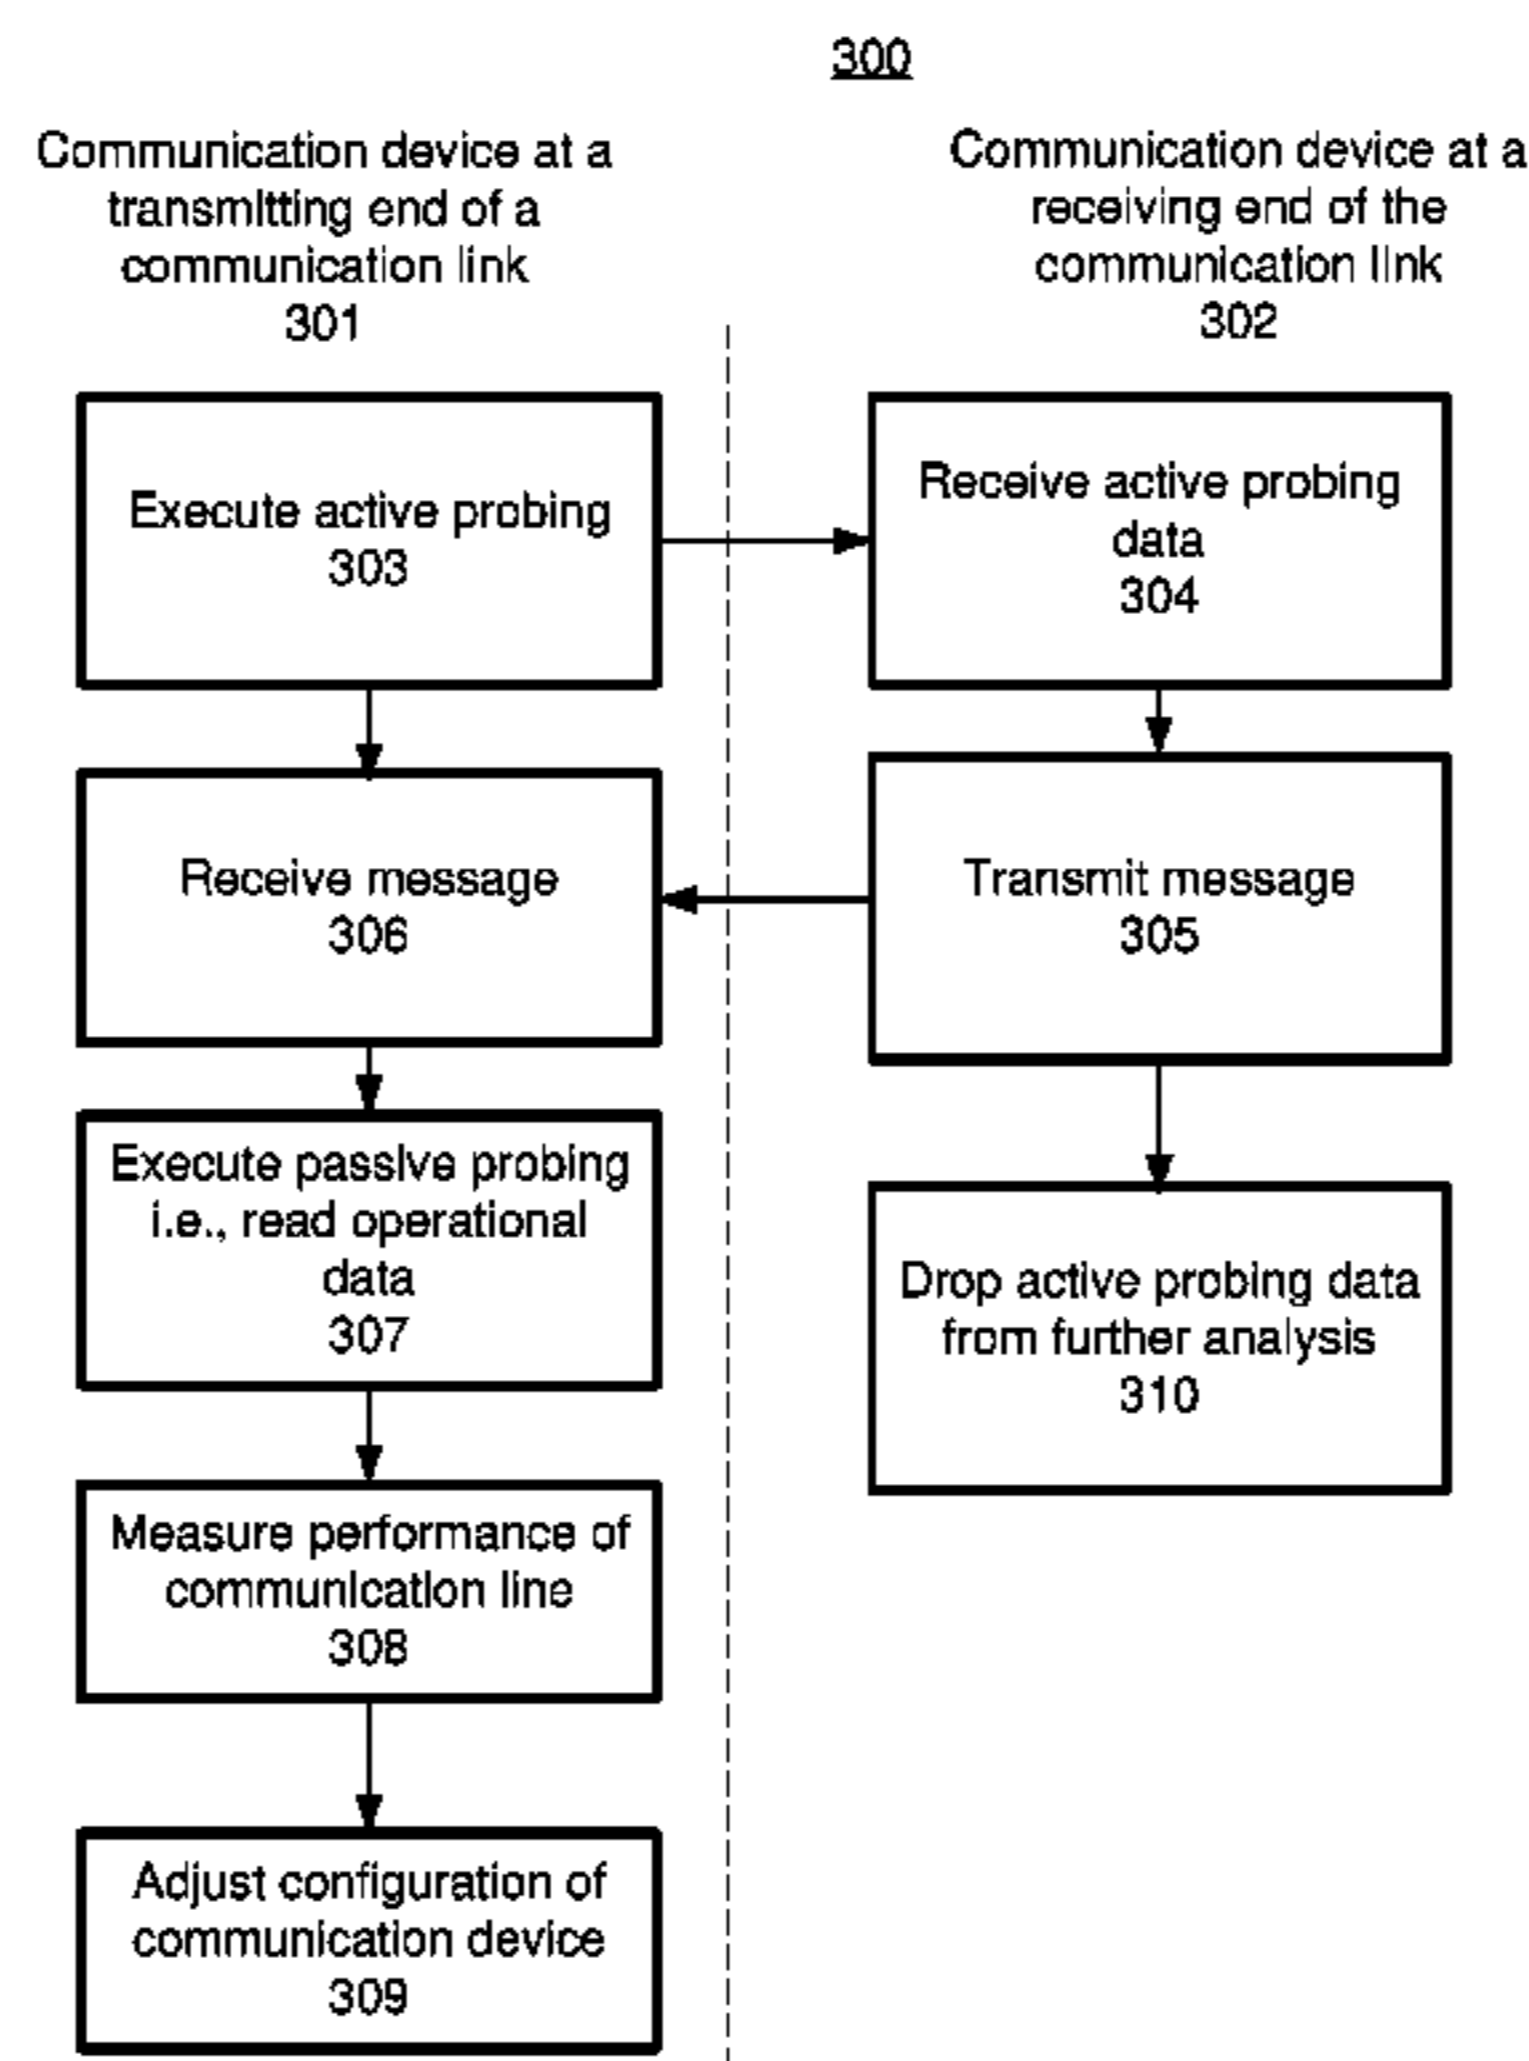 300
Communication device at a
transmitting end of a
communication link
301
Communication device at a
receiving end of the
communication link
302
Execute active probing
303
Receive active probing
data
304
Receive message
306
Transmit message
305
Execute passive probing
i.e., read operational
data
307
Drop active probing data
from further analysis
310
Measure performance of
communication line
308
Adjust configuration of
communication device
309